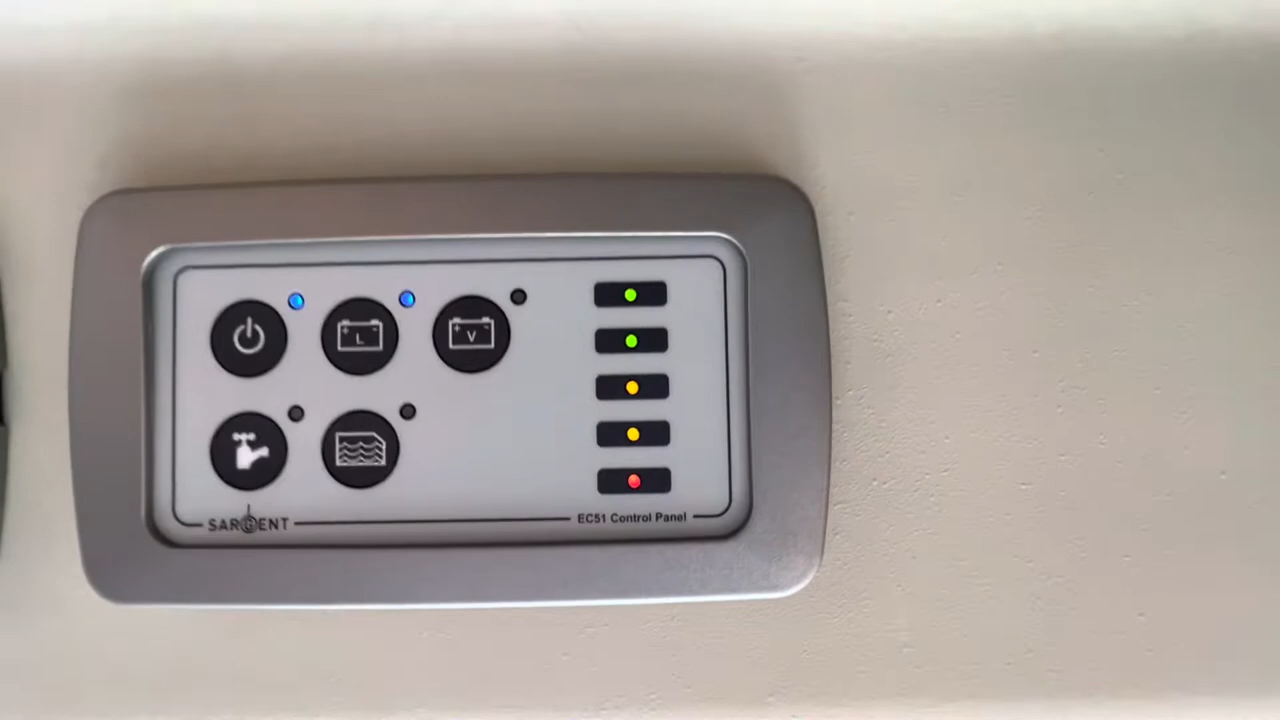 + - L
+ - V
SARGENT
EC51 Control Panel